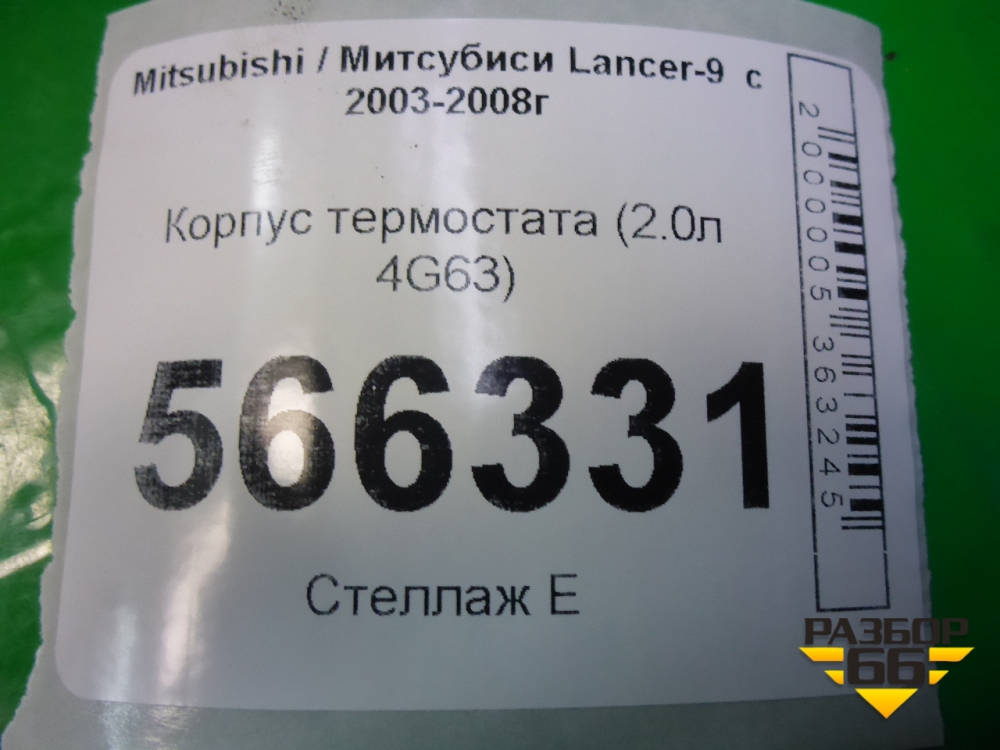 Mitsubishi / Митсубиси Lancer-9 с
2003-2008г
Корпус термостата (2.0л
4G63)
566331
Стеллаж Е
2000005363245
РАЗБОР
66